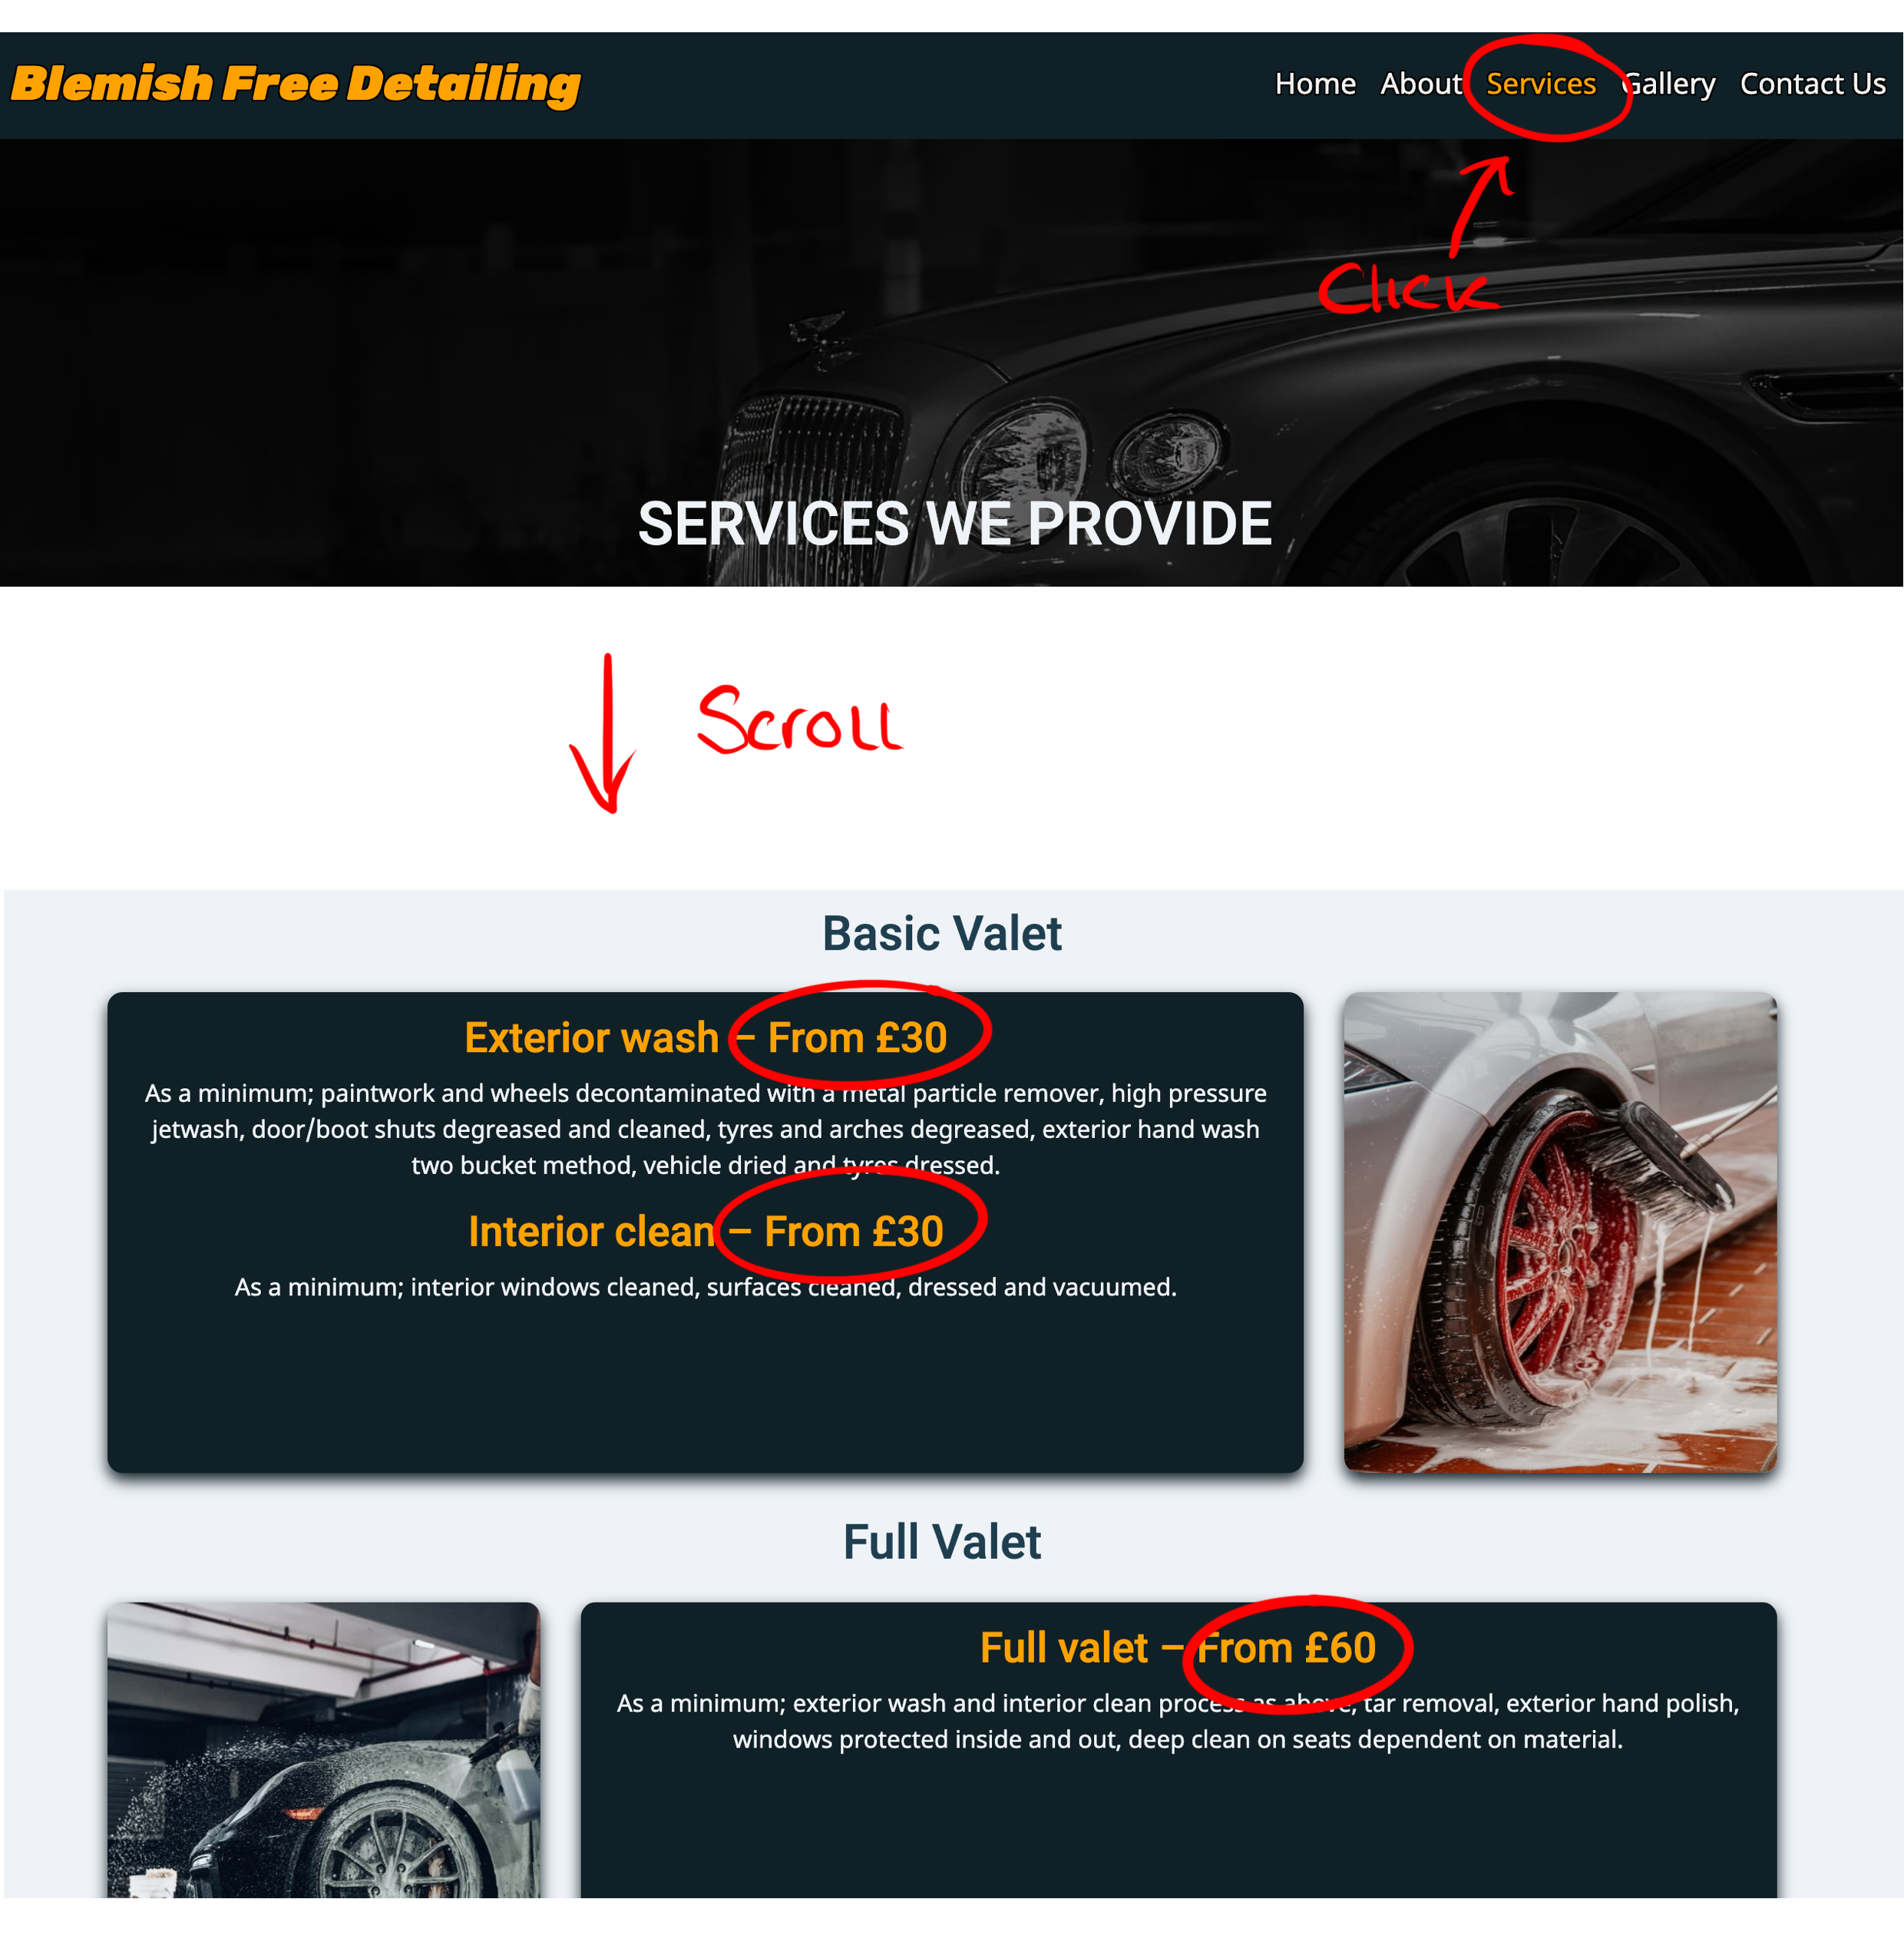 Blemish Free Detailing
Home About Services Gallery Contact Us
Click
SERVICES WE PROVIDE
Scroll
Basic Valet
Exterior wash – From £30
As a minimum; paintwork and wheels decontaminated with a metal particle remover, high pressure
jetwash, door/boot shuts degreased and cleaned, tyres and arches degreased, exterior hand wash
two bucket method, vehicle dried and tyres dressed.
Interior clean – From £30
As a minimum; interior windows cleaned, surfaces cleaned, dressed and vacuumed.
Full Valet
Full valet – From £60
As a minimum; exterior wash and interior clean process as above, tar removal, exterior hand polish,
windows protected inside and out, deep clean on seats dependent on material.